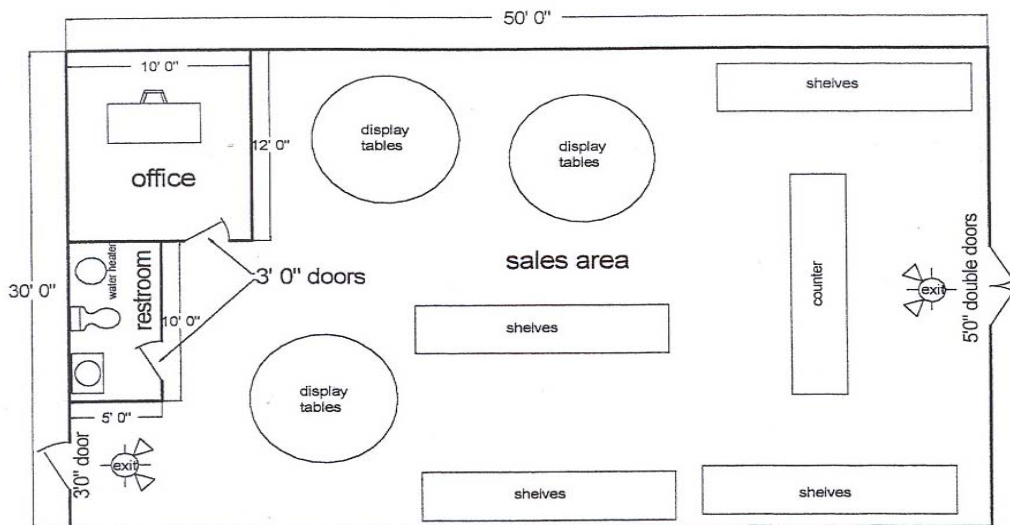 50' 0"
10' 0"
shelves
display
tables
display
tables
12' 0"
office
water heater
restroom
3' 0" doors
sales area
30' 0"
counter
exit
5'0" double doors
10' 0"
shelves
display
tables
5' 0"
3'0" door
exit
shelves
shelves